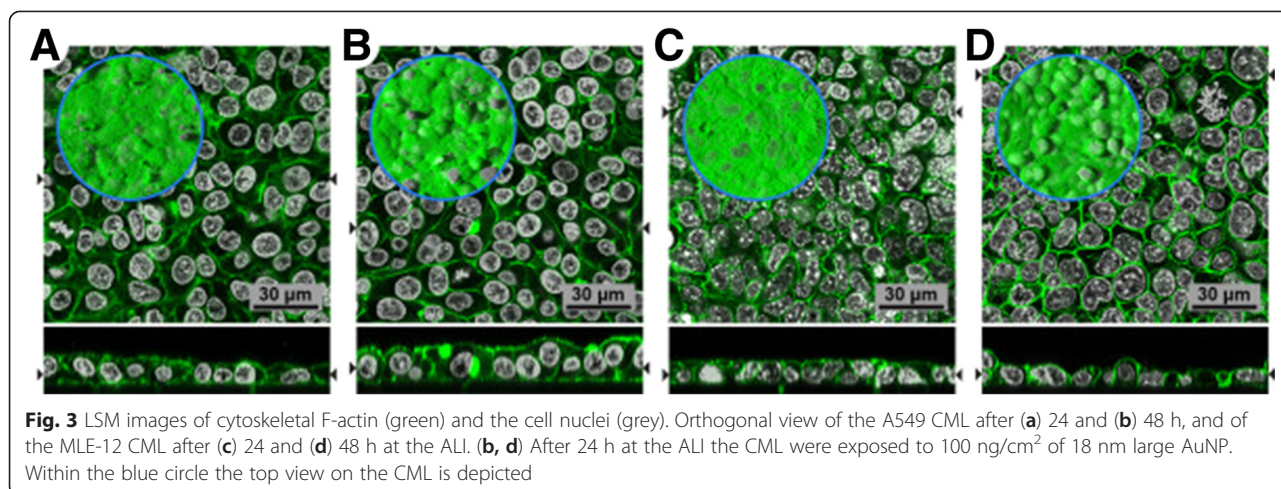 A B C D
30 μm 30 μm 30 μm 30 μm
Fig. 3 LSM images of cytoskeletal F-actin (green) and the cell nuclei (grey). Orthogonal view of the A549 CML after (a) 24 and (b) 48 h, and of
the MLE-12 CML after (c) 24 and (d) 48 h at the ALI. (b, d) After 24 h at the ALI the CML were exposed to 100 ng/cm² of 18 nm large AuNP.
Within the blue circle the top view on the CML is depicted